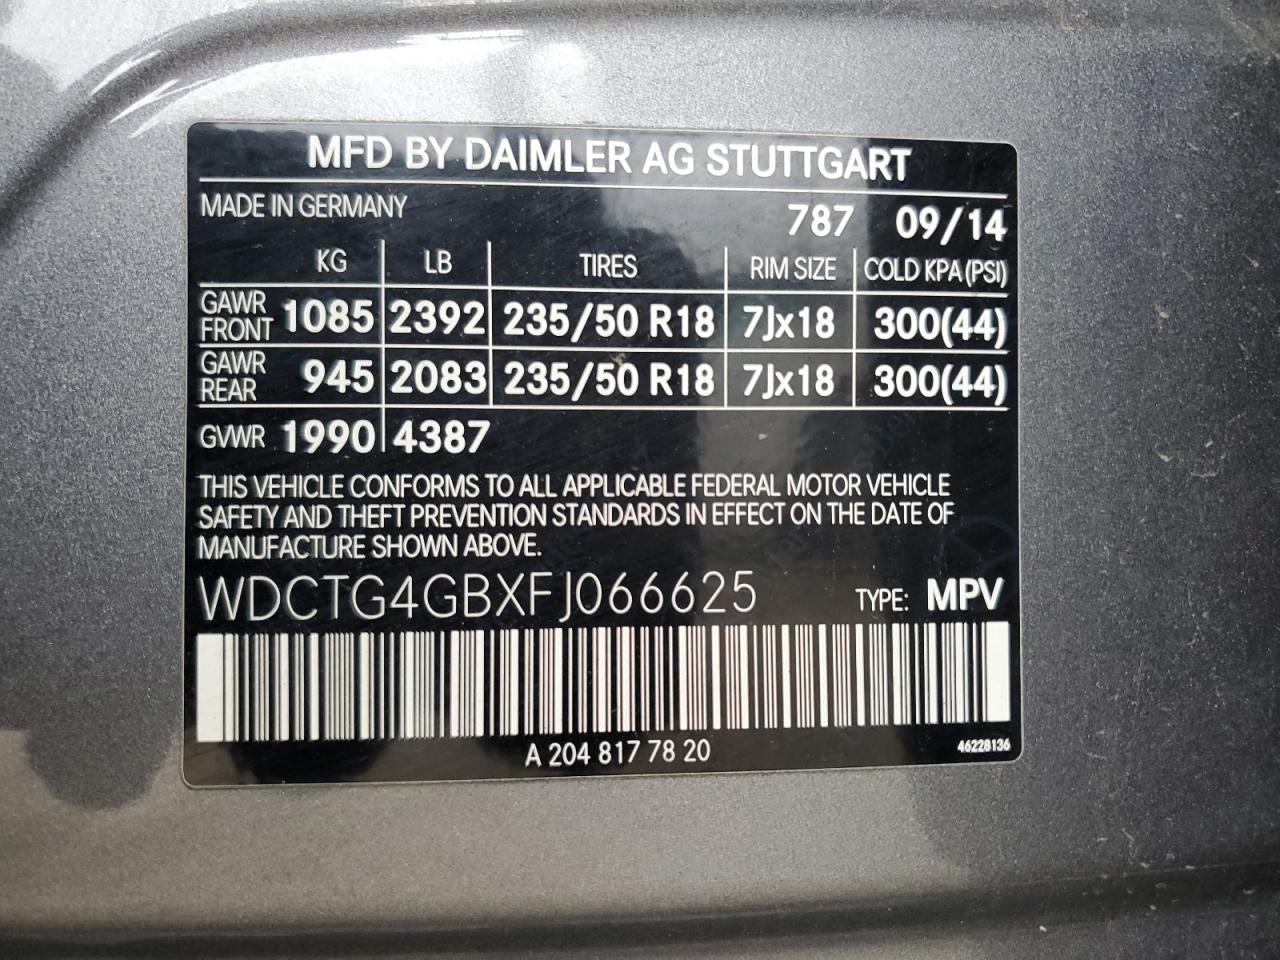 MFD BY DAIMLER AG STUTTGART
MADE IN GERMANY 787 09/14
KG LB TIRES RIM SIZE COLD KPA (PSI)
GAWR FRONT 1085 2392 235/50 R18 7Jx18 300(44)
GAWR REAR 945 2083 235/50 R18 7Jx18 300(44)
GVWR 1990 4387
THIS VEHICLE CONFORMS TO ALL APPLICABLE FEDERAL MOTOR VEHICLE
SAFETY AND THEFT PREVENTION STANDARDS IN EFFECT ON THE DATE OF
MANUFACTURE SHOWN ABOVE.
WDCTG4GBXFJ066625 TYPE: MPV
A 204 817 78 20 46228136